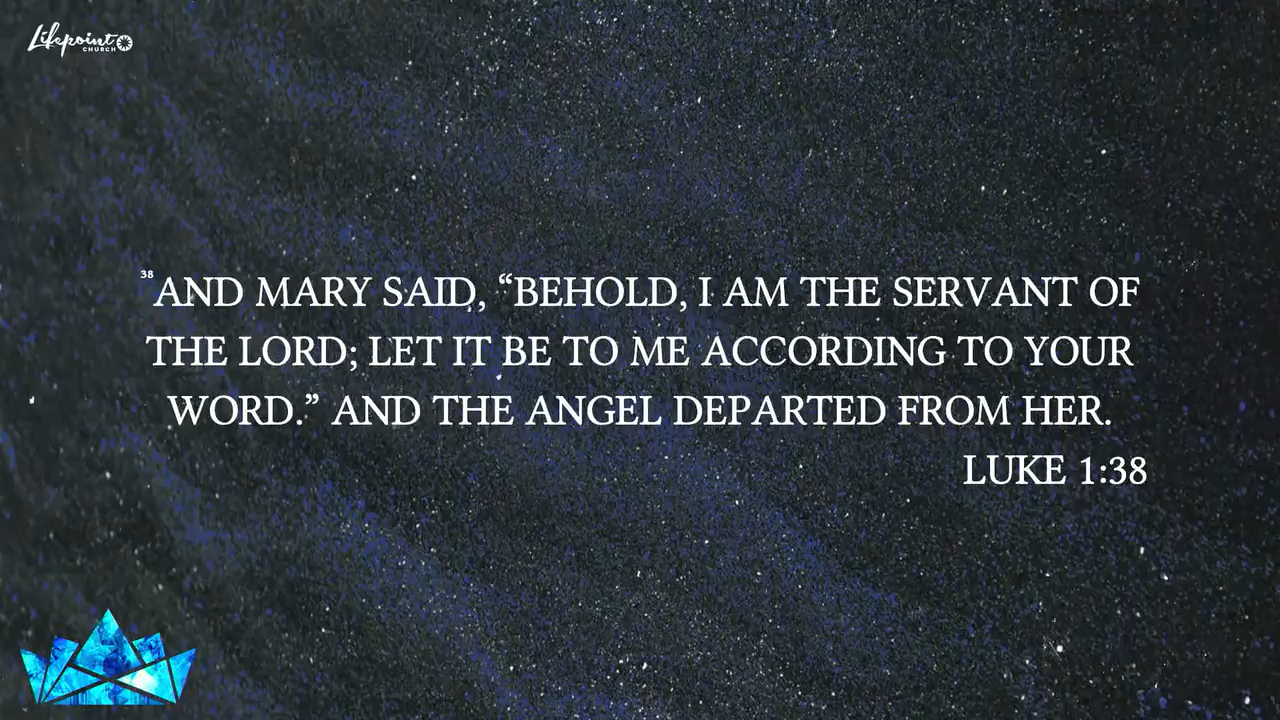 Lifepoint
CHURCH
38 AND MARY SAID, “BEHOLD, I AM THE SERVANT OF
THE LORD; LET IT BE TO ME ACCORDING TO YOUR
WORD.” AND THE ANGEL DEPARTED FROM HER.
LUKE 1:38